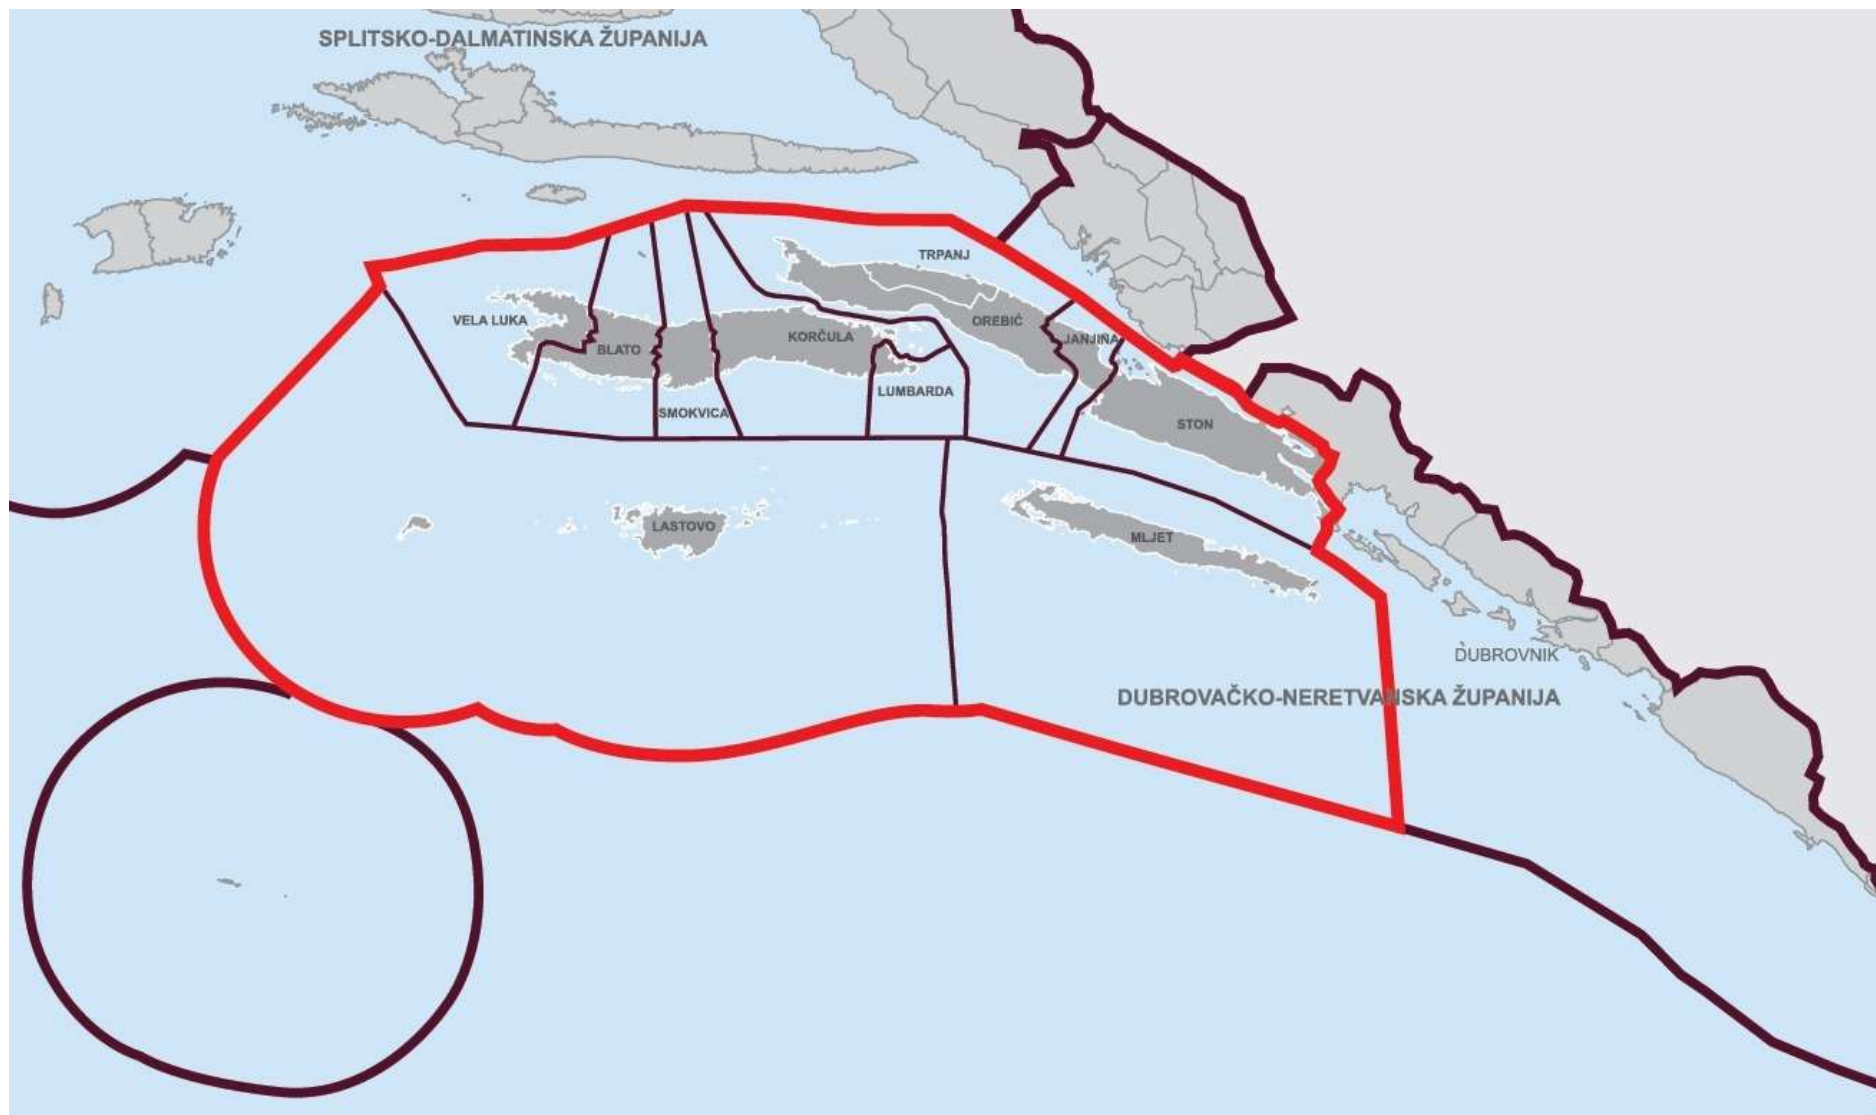 SPLITSKO-DALMATINSKA ŽUPANIJA
TRPANJ
VELA LUKA
OREBIĆ
KORČULA
JANJINA
BLATO
LUMBARDA
SMOKVICA
STON
LASTOVO
MLJET
DUBROVNIK
DUBROVAČKO-NERETVANSKA ŽUPANIJA